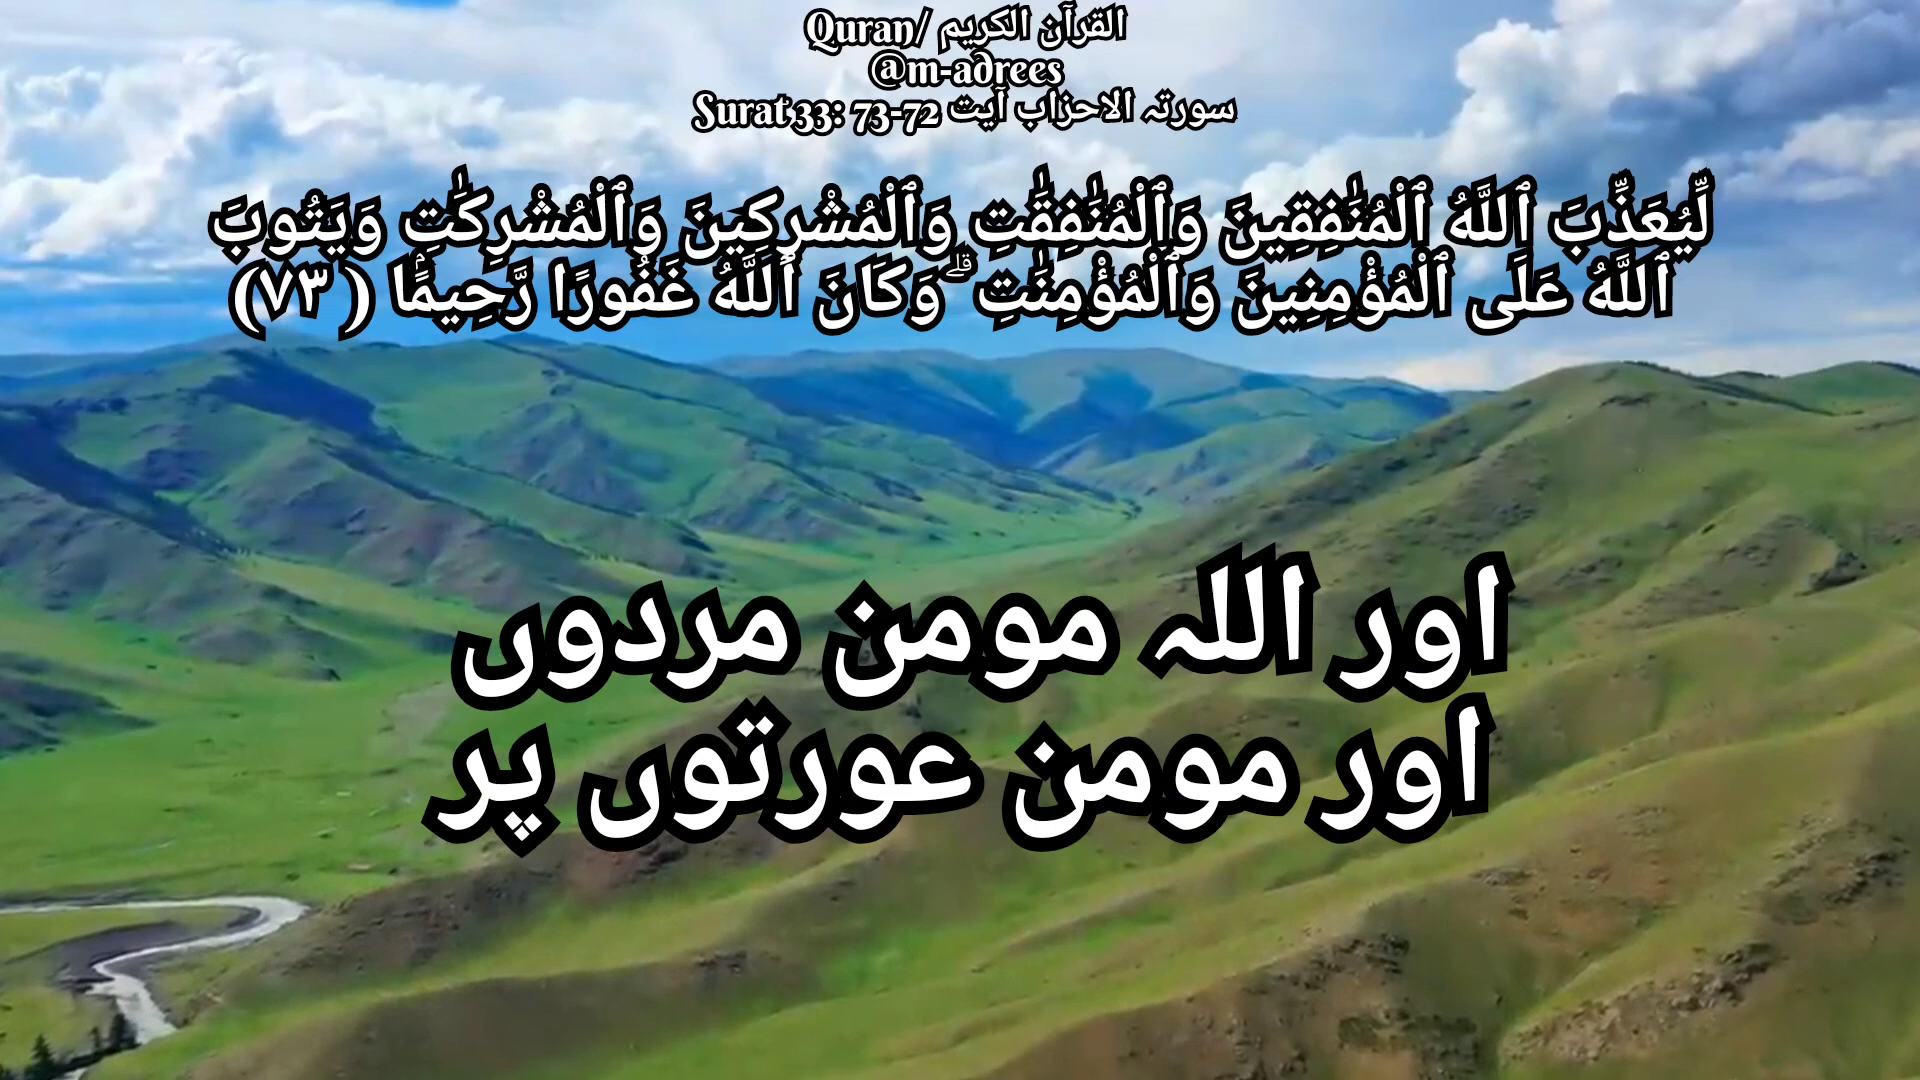 Quran/ القرآن الكريم
@m-adrees
Surat 33: 73-72 سورتہ الاحزاب آیت
لِّيُعَذِّبَ ٱللَّهُ ٱلْمُنَٰفِقِينَ وَٱلْمُنَٰفِقَٰتِ وَٱلْمُشْرِكِينَ وَٱلْمُشْرِكَٰتِ وَيَتُوبَ
ٱللَّهُ عَلَى ٱلْمُؤْمِنِينَ وَٱلْمُؤْمِنَٰتِ ۗ وَكَانَ ٱللَّهُ غَفُورًا رَّحِيمًۢا (٧٣)
اور اللہ مومن مردوں
اور مومن عورتوں پر